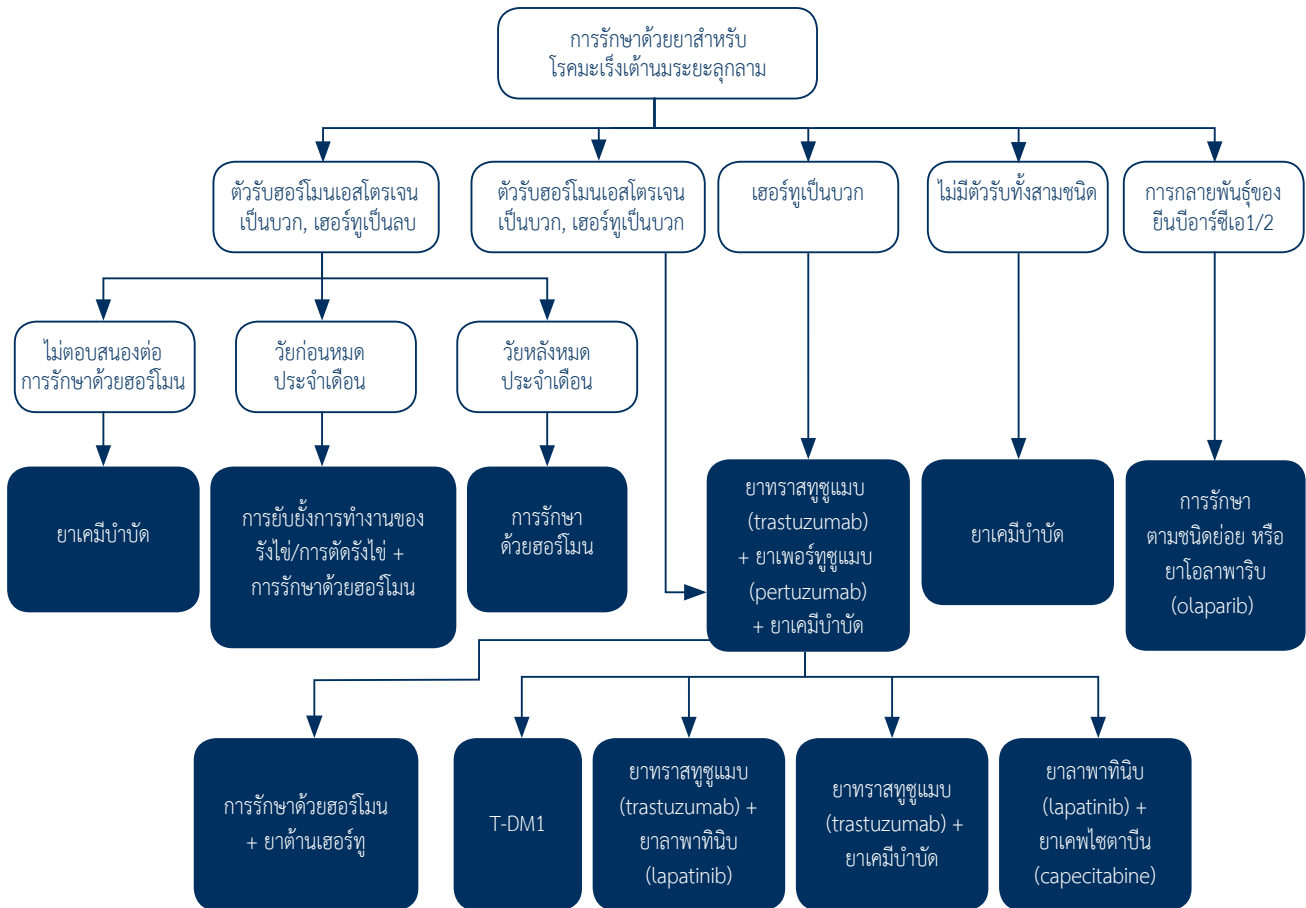 การรักษาด้วยยาสำหรับ
โรคมะเร็งเต้านมระยะลุกลาม
ตัวรับฮอร์โมนเอสโตรเจน
เป็นบวก, เฮอร์ทูเป็นลบ
ตัวรับฮอร์โมนเอสโตรเจน
เป็นบวก, เฮอร์ทูเป็นบวก
เฮอร์ทูเป็นบวก
ไม่มีตัวรับทั้งสามชนิด
การกลายพันธุ์ของ
ยีนบีอาร์ซีเอ1/2
ไม่ตอบสนองต่อ
การรักษาด้วยฮอร์โมน
วัยก่อนหมด
ประจำเดือน
วัยหลังหมด
ประจำเดือน
ยาเคมีบำบัด
การยับยั้งการทำงานของ
รังไข่/การตัดรังไข่ +
การรักษาด้วยฮอร์โมน
การรักษา
ด้วยฮอร์โมน
ยาทราสทูซูแมบ
(trastuzumab)
+ ยาเพอร์ทูซูแมบ
(pertuzumab)
+ ยาเคมีบำบัด
ยาเคมีบำบัด
การรักษา
ตามชนิดย่อย หรือ
ยาโอลาพาริบ
(olaparib)
การรักษาด้วยฮอร์โมน
+ ยาต้านเฮอร์ทู
T-DM1
ยาทราสทูซูแมบ
(trastuzumab) +
ยาลาพาทินิบ
(lapatinib)
ยาทราสทูซูแมบ
(trastuzumab) +
ยาเคมีบำบัด
ยาลาพาทินิบ
(lapatinib) +
ยาเคพไซตาบีน
(capecitabine)